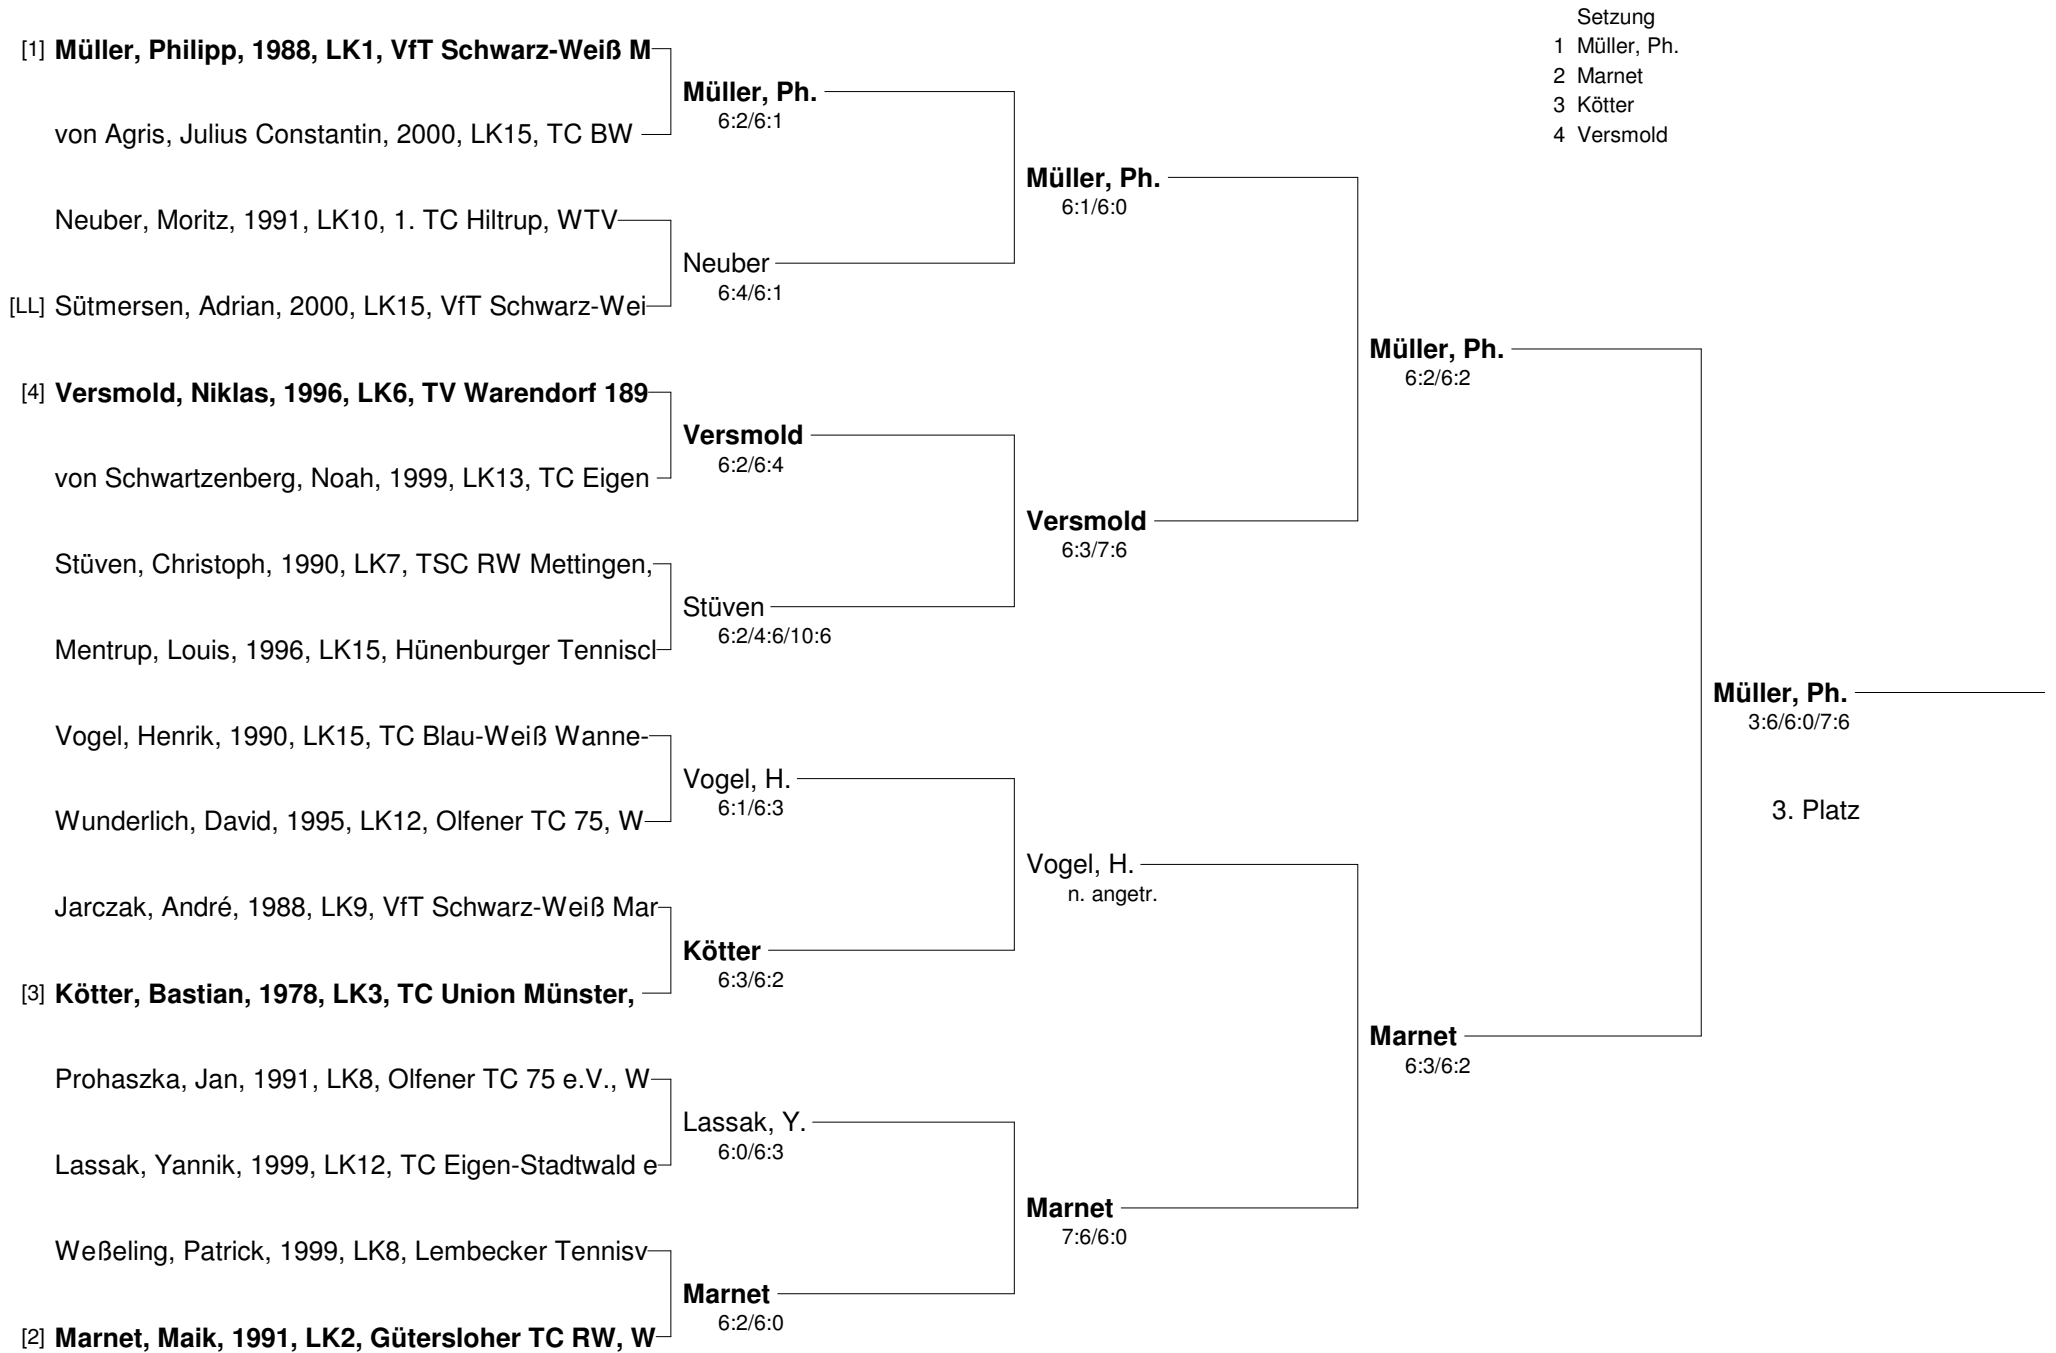 Setzung
1 Müller, Ph.
2 Marnet
3 Kötter
4 Versmold
[1] Müller, Philipp, 1988, LK1, VfT Schwarz-Weiß M
von Agris, Julius Constantin, 2000, LK15, TC BW
Neuber, Moritz, 1991, LK10, 1. TC Hiltrup, WTV
[LL] Sütmersen, Adrian, 2000, LK15, VfT Schwarz-Wei
[4] Versmold, Niklas, 1996, LK6, TV Warendorf 189
von Schwartzenberg, Noah, 1999, LK13, TC Eigen
Stüven, Christoph, 1990, LK7, TSC RW Mettingen,
Mentrup, Louis, 1996, LK15, Hünenburger Tenniscl
Vogel, Henrik, 1990, LK15, TC Blau-Weiß Wanne-
Wunderlich, David, 1995, LK12, Olfener TC 75, W
Jarczak, André, 1988, LK9, VfT Schwarz-Weiß Mar
[3] Kötter, Bastian, 1978, LK3, TC Union Münster,
Prohaszka, Jan, 1991, LK8, Olfener TC 75 e.V., W
Lassak, Yannik, 1999, LK12, TC Eigen-Stadtwald e
Weßeling, Patrick, 1999, LK8, Lembecker Tennisv
[2] Marnet, Maik, 1991, LK2, Gütersloher TC RW, W
Müller, Ph.
6:2/6:1
Neuber
6:4/6:1
Versmold
6:2/6:4
Stüven
6:2/4:6/10:6
Vogel, H.
6:1/6:3
Kötter
6:3/6:2
Lassak, Y.
6:0/6:3
Marnet
6:2/6:0
Müller, Ph.
6:1/6:0
Versmold
6:3/7:6
Vogel, H.
n. angetr.
Marnet
7:6/6:0
Müller, Ph.
6:2/6:2
Marnet
6:3/6:2
Müller, Ph.
3:6/6:0/7:6
3. Platz